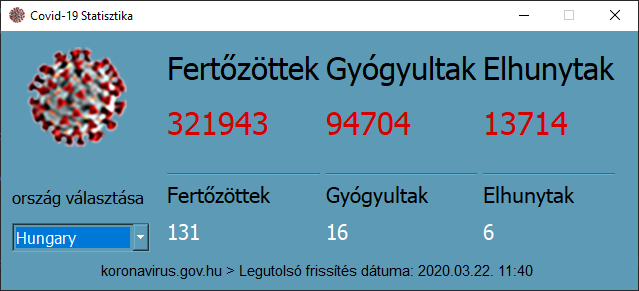 Covid-19 Statisztika
Fertőzöttek Gyógyultak Elhunytak
321943 94704 13714
ország választása
Hungary
Fertőzöttek Gyógyultak Elhunytak
131 16 6
koronavirus.gov.hu > Legutolsó frissítés dátuma: 2020.03.22. 11:40